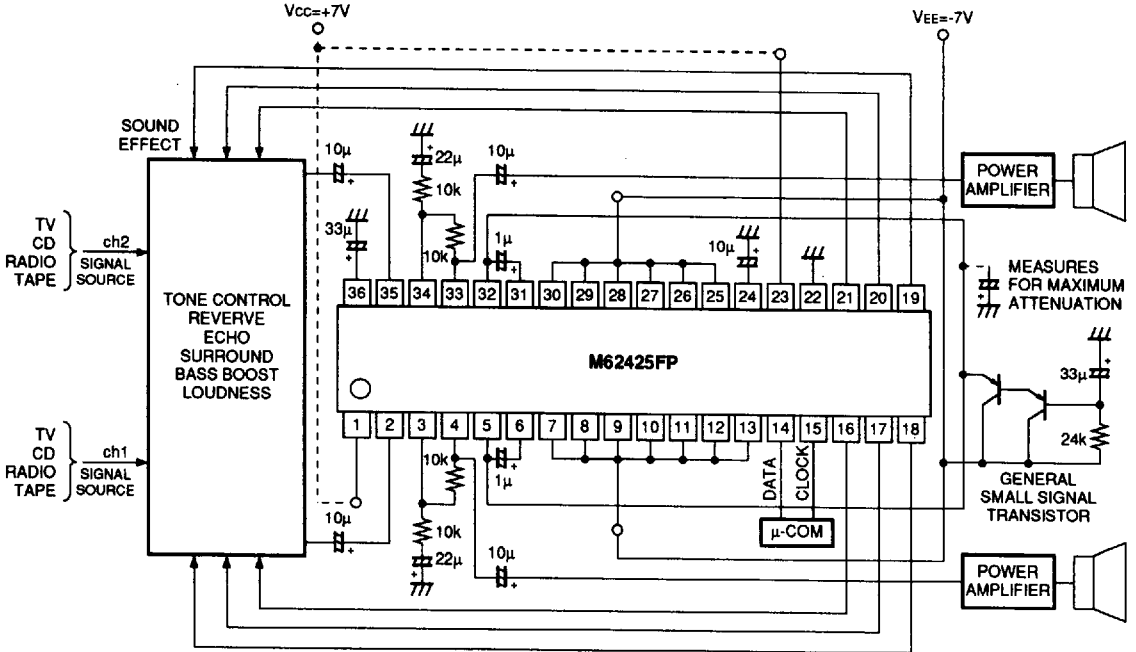 Vcc=+7V
VEE=-7V
SOUND
EFFECT
10μ
22μ
10k
10k
10μ
33μ
1μ
10μ
POWER
AMPLIFIER
TV
CD
RADIO
TAPE
ch2
SIGNAL
SOURCE
MEASURES
FOR MAXIMUM
ATTENUATION
36 35 34 33 32 31 30 29 28 27 26 25 24 23 22 21 20 19
TONE CONTROL
REVERVE
ECHO
SURROUND
BASS BOOST
LOUDNESS
M62425FP
33μ
24k
1 2 3 4 5 6 7 8 9 10 11 12 13 14 15 16 17 18
TV
CD
RADIO
TAPE
ch1
SIGNAL
SOURCE
10k
1μ
DATA
CLOCK
GENERAL
SMALL SIGNAL
TRANSISTOR
10μ
10k
22μ
10μ
μ-COM
POWER
AMPLIFIER